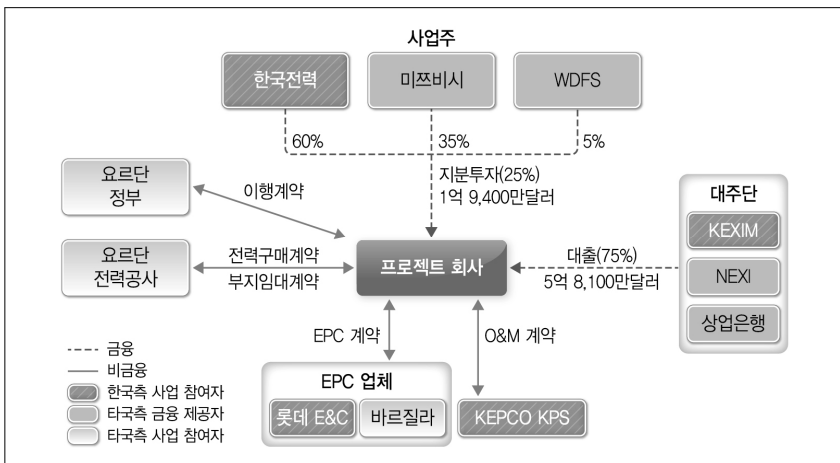 사업주
한국전력
미쯔비시
WDFS
60%
35%
5%
지분투자(25%)
1억 9,400만달러
요르단
정부
이행계약
요르단
전력공사
전력구매계약
부지임대계약
프로젝트 회사
대출(75%)
5억 8,100만달러
대주단
KEXIM
NEXI
상업은행
EPC 계약
O&M 계약
EPC 업체
롯데 E&C
바르질라
KEPCO KPS
금융
비금융
한국측 사업 참여자
타국측 금융 제공자
타국측 사업 참여자